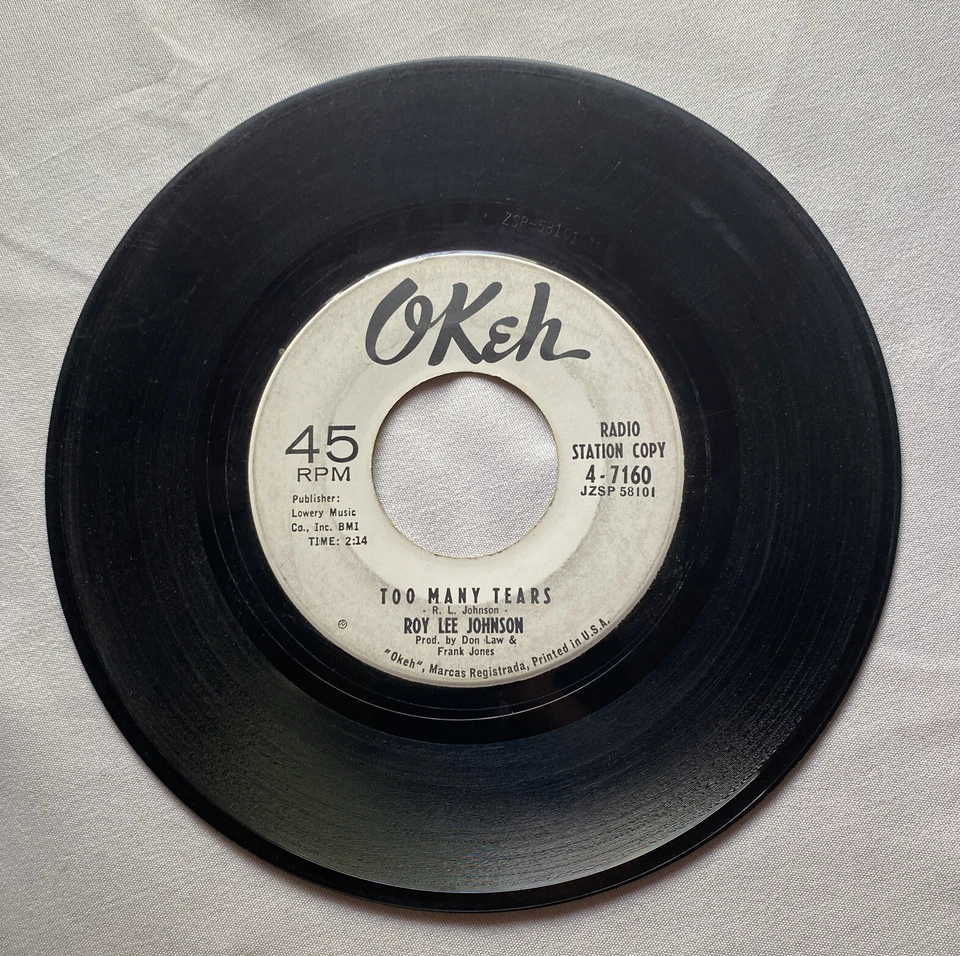 ZSP-58101
OKeh
45
RPM
Publisher:
Lowery Music
Co., Inc. BMI
TIME: 2:14
RADIO
STATION COPY
4-7160
JZSP 58101
TOO MANY TEARS
- R. L. Johnson -
ROY LEE JOHNSON
Prod. by Don Law &
Frank Jones
"Okeh", Marcas Registrada, Printed in U.S.A.